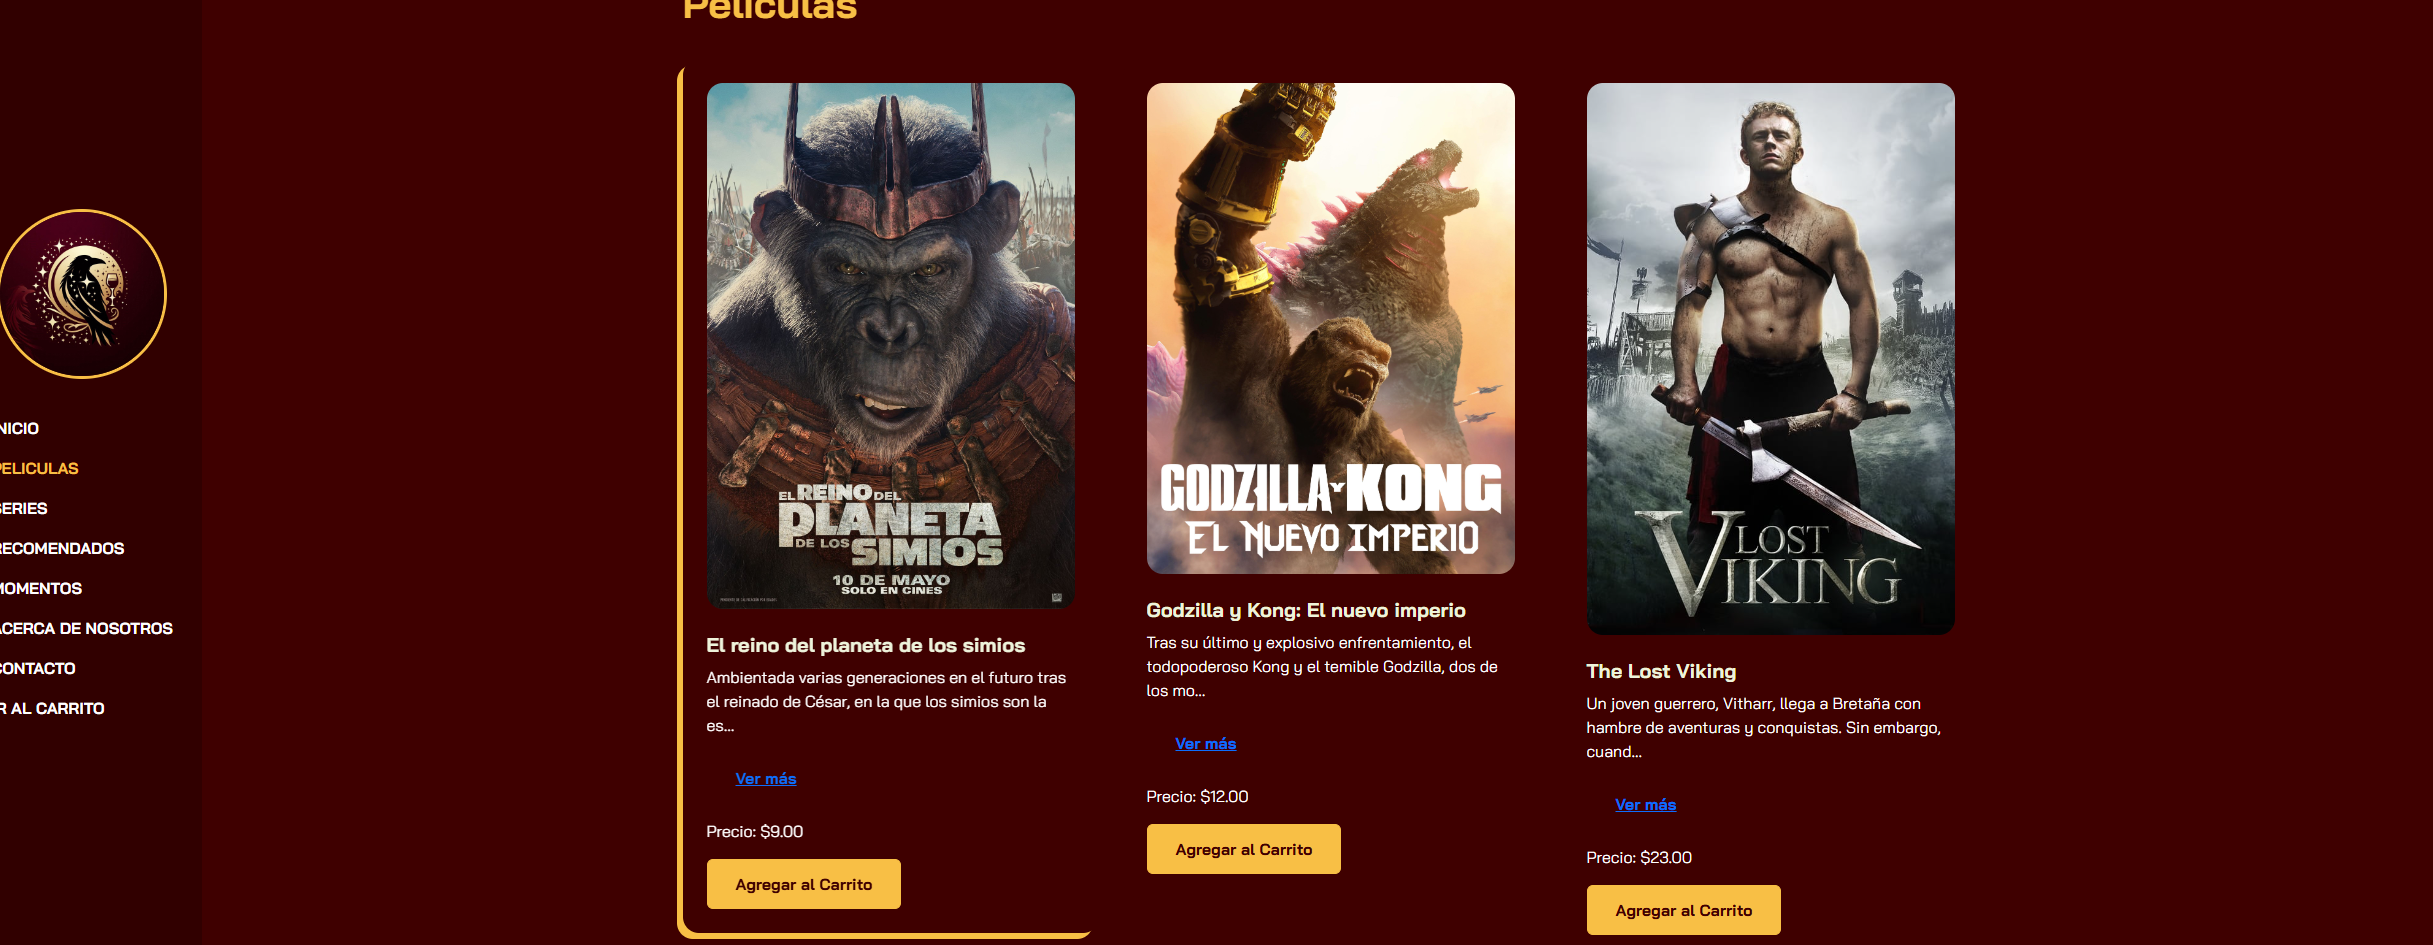 Películas
NICIO
PELICULAS
SERIES
RECOMENDADOS
MOMENTOS
ACERCA DE NOSOTROS
CONTACTO
R AL CARRITO
EL REINO DEL
PLANETA
DE LOS SIMIOS
10 DE MAYO
SOLO EN CINES
El reino del planeta de los simios
Ambientada varias generaciones en el futuro tras
el reinado de César, en la que los simios son la
es...
Ver más
Precio: $9.00
Agregar al Carrito
GODZILLA Y KONG
EL NUEVO IMPERIO
Godzilla y Kong: El nuevo imperio
Tras su último y explosivo enfrentamiento, el
todopoderoso Kong y el temible Godzilla, dos de
los mo...
Ver más
Precio: $12.00
Agregar al Carrito
LOST
VIKING
The Lost Viking
Un joven guerrero, Vitharr, llega a Bretaña con
hambre de aventuras y conquistas. Sin embargo,
cuand...
Ver más
Precio: $23.00
Agregar al Carrito